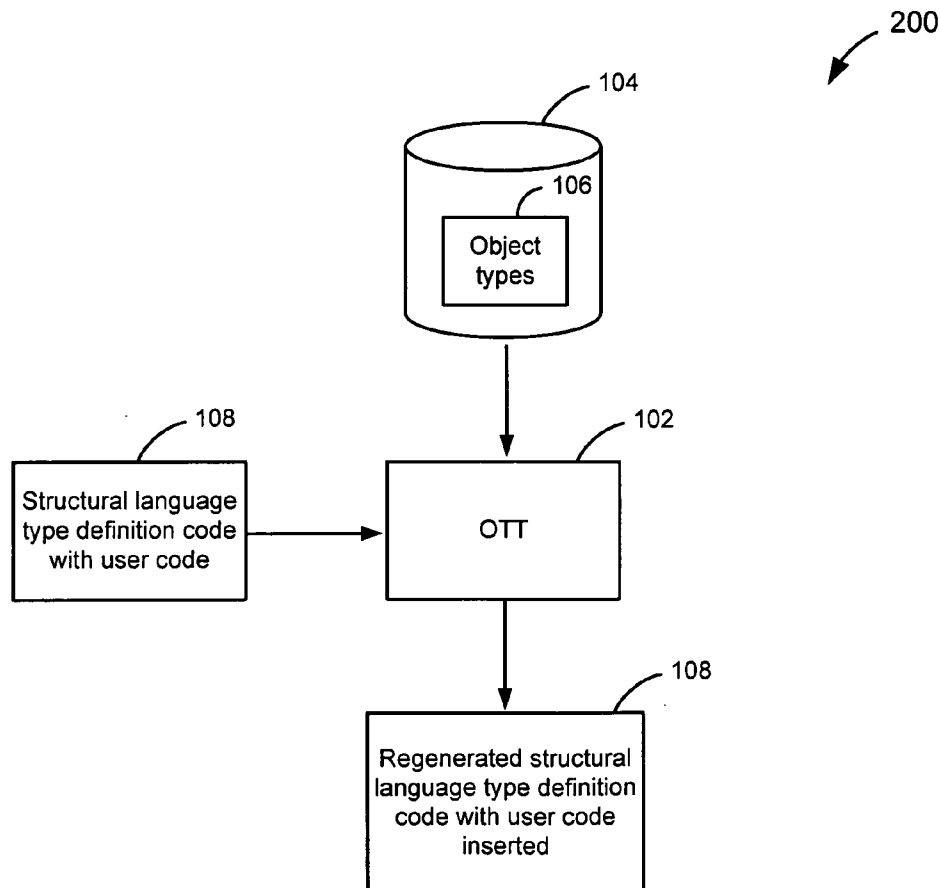 200
104
106
Object
types
108
102
Structural language
type definition code
with user code
OTT
108
Regenerated structural
language type definition
code with user code
inserted